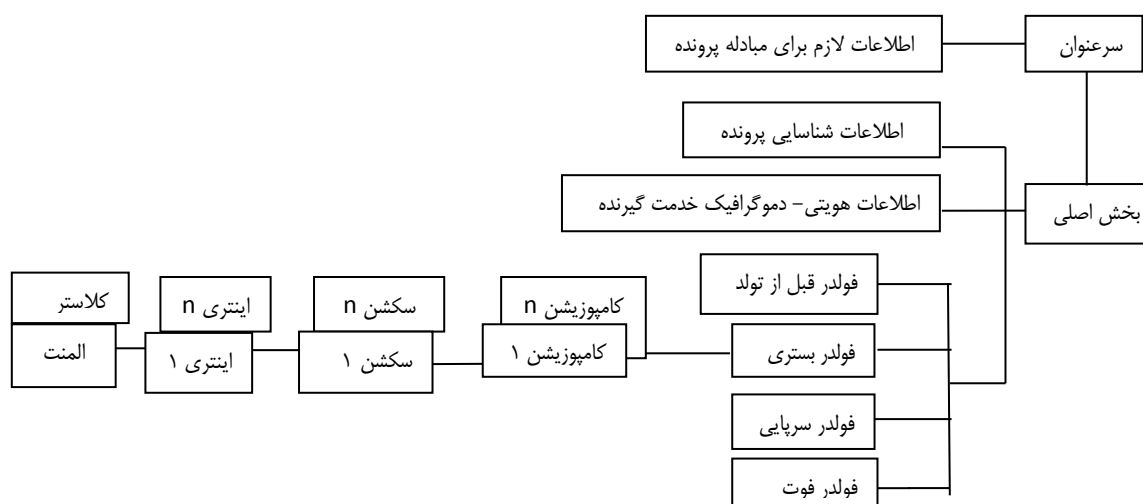 سرعنوان
اطلاعات لازم برای مبادله پرونده
اطلاعات شناسایی پرونده
بخش اصلی
اطلاعات هویتی- دموگرافیک خدمت گیرنده
فولدر قبل از تولد
کامپوزیشن n
سکشن n
اینتری n
کلاستر
فولدر بستری
کامپوزیشن ۱
سکشن ۱
اینتری ۱
المنت
فولدر سرپایی
فولدر فوت